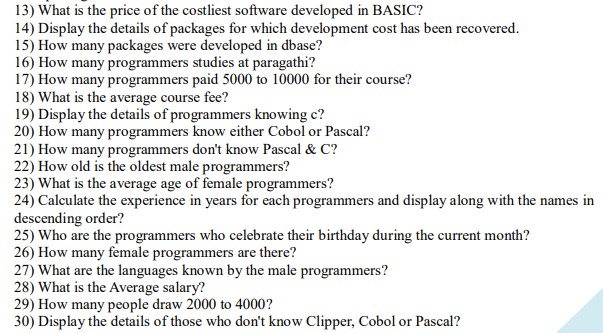 13) What is the price of the costliest software developed in BASIC?
14) Display the details of packages for which development cost has been recovered.
15) How many packages were developed in dbase?
16) How many programmers studies at paragathi?
17) How many programmers paid 5000 to 10000 for their course?
18) What is the average course fee?
19) Display the details of programmers knowing c?
20) How many programmers know either Cobol or Pascal?
21) How many programmers don't know Pascal & C?
22) How old is the oldest male programmers?
23) What is the average age of female programmers?
24) Calculate the experience in years for each programmers and display along with the names in
descending order?
25) Who are the programmers who celebrate their birthday during the current month?
26) How many female programmers are there?
27) What are the languages known by the male programmers?
28) What is the Average salary?
29) How many people draw 2000 to 4000?
30) Display the details of those who don't know Clipper, Cobol or Pascal?